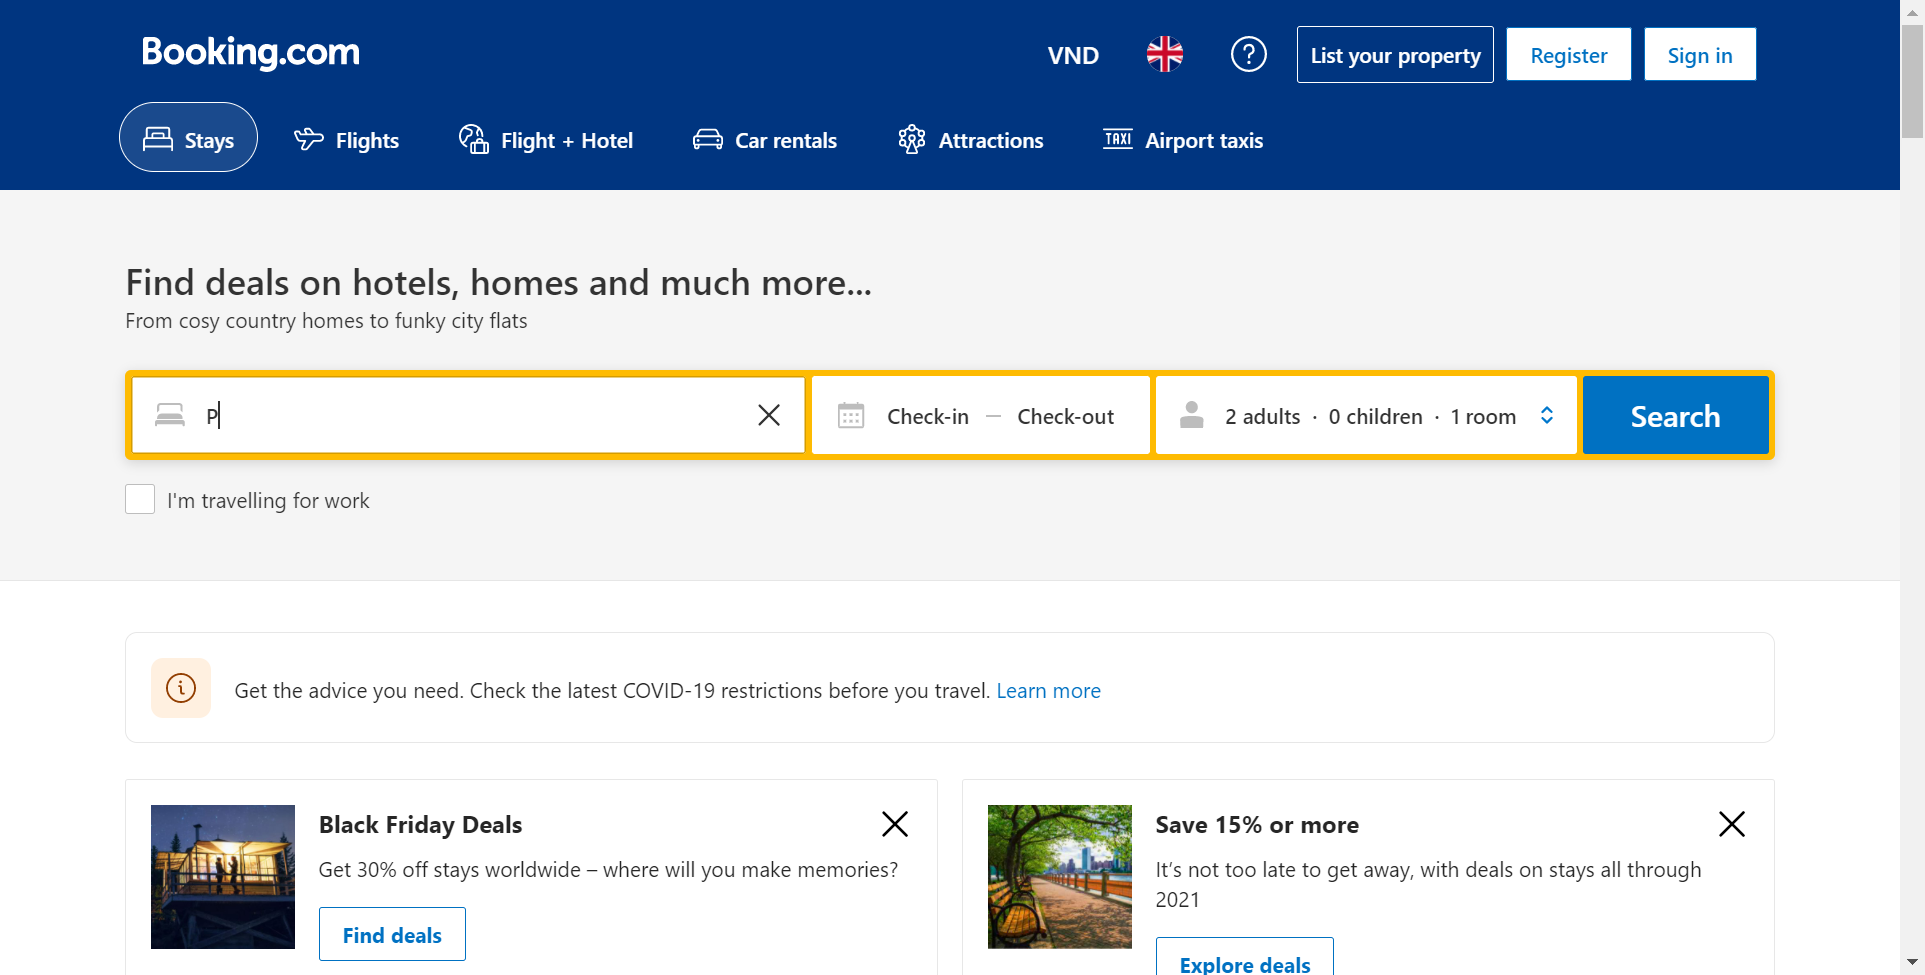 Booking.com
VND
List your property
Register
Sign in
Stays
Flights
Flight + Hotel
Car rentals
Attractions
TAXI
Airport taxis
Find deals on hotels, homes and much more...
From cosy country homes to funky city flats
P
Check-in — Check-out
2 adults · 0 children · 1 room
Search
I'm travelling for work
Get the advice you need. Check the latest COVID-19 restrictions before you travel. Learn more
Black Friday Deals
Get 30% off stays worldwide – where will you make memories?
Find deals
Save 15% or more
It’s not too late to get away, with deals on stays all through
2021
Explore deals